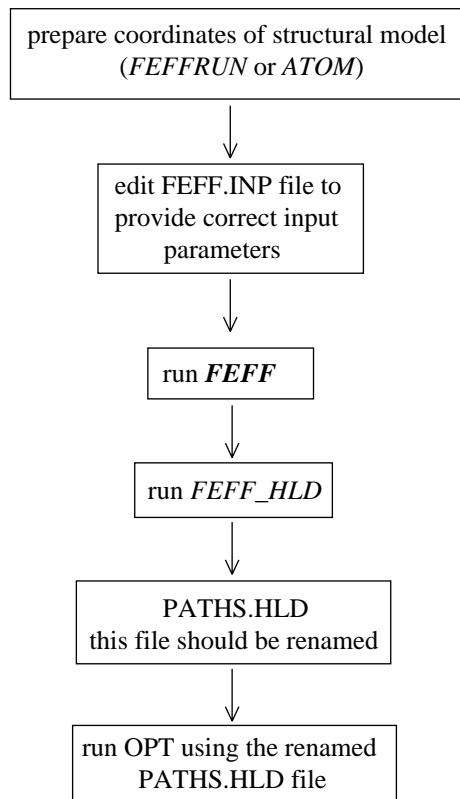 prepare coordinates of structural model
(FEFFRUN or ATOM)
edit FEFF.INP file to
provide correct input
parameters
run FEFF
run FEFF_HLD
PATHS.HLD
this file should be renamed
run OPT using the renamed
PATHS.HLD file